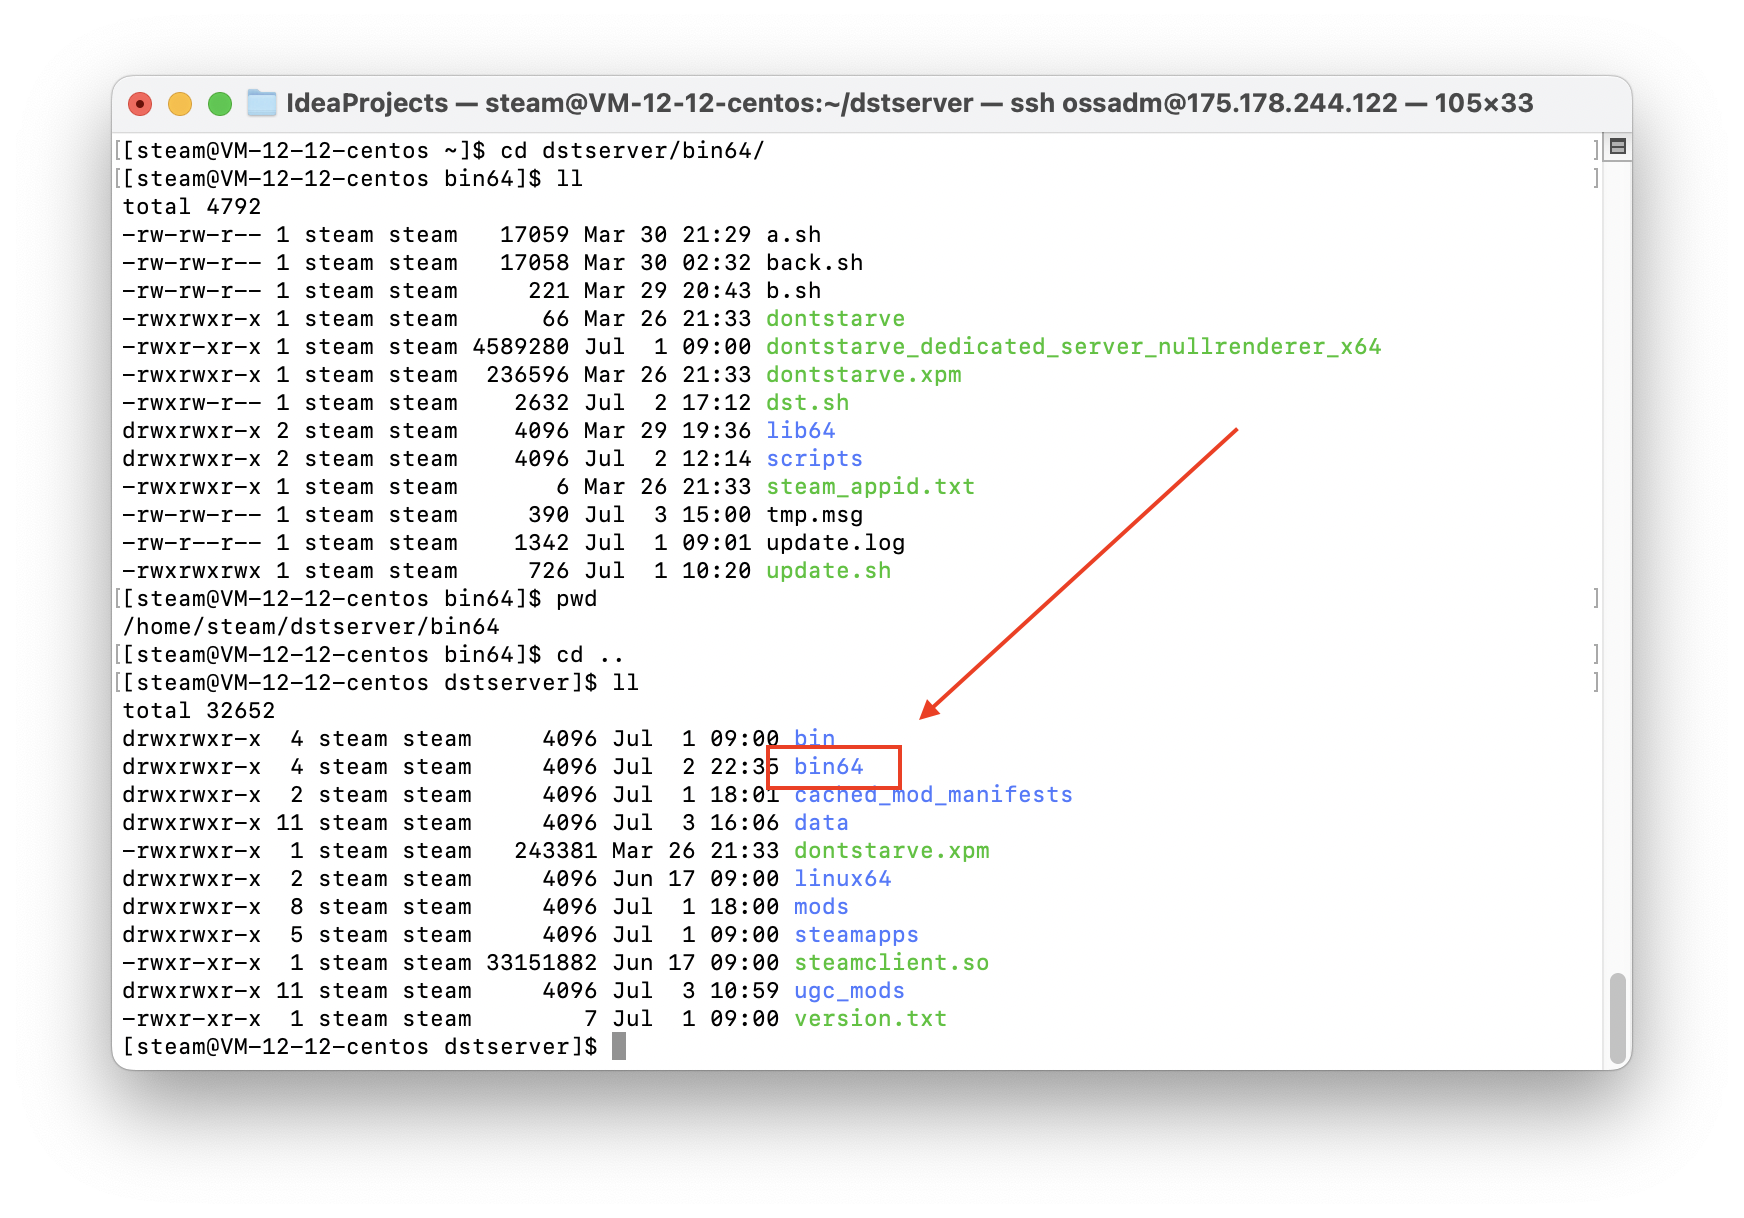 IdeaProjects — steam@VM-12-12-centos:~/dstserver — ssh ossadm@175.178.244.122 — 105×33
[[steam@VM-12-12-centos ~]$ cd dstserver/bin64/ ]
[[steam@VM-12-12-centos bin64]$ ll ]
total 4792
-rw-rw-r-- 1 steam steam   17059 Mar 30 21:29 a.sh
-rw-rw-r-- 1 steam steam   17058 Mar 30 02:32 back.sh
-rw-rw-r-- 1 steam steam     221 Mar 29 20:43 b.sh
-rwxrwxr-x 1 steam steam      66 Mar 26 21:33 dontstarve
-rwxr-xr-x 1 steam steam 4589280 Jul  1 09:00 dontstarve_dedicated_server_nullrenderer_x64
-rwxrwxr-x 1 steam steam  236596 Mar 26 21:33 dontstarve.xpm
-rwxrw-r-- 1 steam steam    2632 Jul  2 17:12 dst.sh
drwxrwxr-x 2 steam steam    4096 Mar 29 19:36 lib64
drwxrwxr-x 2 steam steam    4096 Jul  2 12:14 scripts
-rwxrwxr-x 1 steam steam       6 Mar 26 21:33 steam_appid.txt
-rw-rw-r-- 1 steam steam     390 Jul  3 15:00 tmp.msg
-rw-r--r-- 1 steam steam    1342 Jul  1 09:01 update.log
-rwxrwxrwx 1 steam steam     726 Jul  1 10:20 update.sh
[[steam@VM-12-12-centos bin64]$ pwd ]
/home/steam/dstserver/bin64
[[steam@VM-12-12-centos bin64]$ cd .. ]
[[steam@VM-12-12-centos dstserver]$ ll ]
total 32652
drwxrwxr-x  4 steam steam     4096 Jul  1 09:00 bin
drwxrwxr-x  4 steam steam     4096 Jul  2 22:35 bin64
drwxrwxr-x  2 steam steam     4096 Jul  1 18:01 cached_mod_manifests
drwxrwxr-x 11 steam steam     4096 Jul  3 16:06 data
-rwxrwxr-x  1 steam steam   243381 Mar 26 21:33 dontstarve.xpm
drwxrwxr-x  2 steam steam     4096 Jun 17 09:00 linux64
drwxrwxr-x  8 steam steam     4096 Jul  1 18:00 mods
drwxrwxr-x  5 steam steam     4096 Jul  1 09:00 steamapps
-rwxr-xr-x  1 steam steam 33151882 Jun 17 09:00 steamclient.so
drwxrwxr-x 11 steam steam     4096 Jul  3 10:59 ugc_mods
-rwxr-xr-x  1 steam steam        7 Jul  1 09:00 version.txt
[steam@VM-12-12-centos dstserver]$